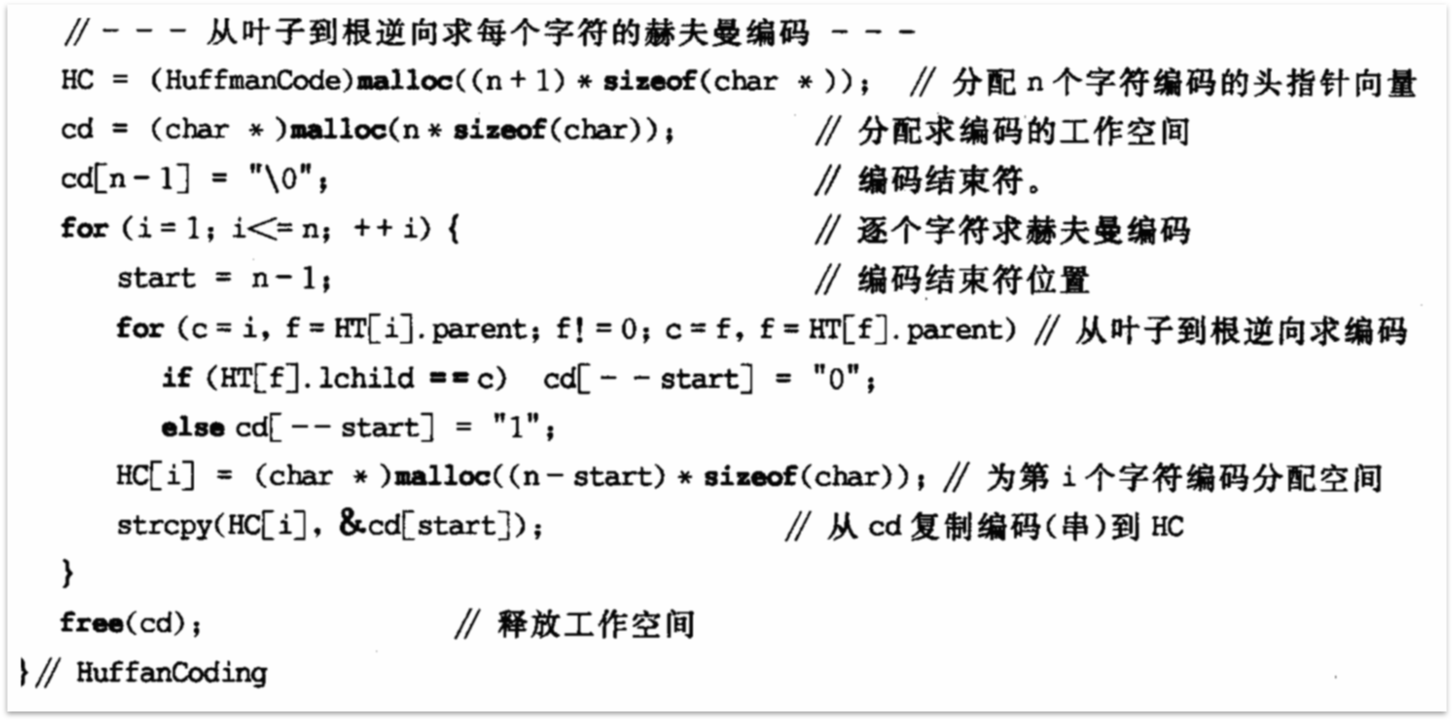 // - - - 从叶子到根逆向求每个字符的赫夫曼编码 - - -
HC = (HuffmanCode)malloc((n+1) * sizeof(char * )); // 分配 n 个字符编码的头指针向量
cd = (char * )malloc(n * sizeof(char)); // 分配求编码的工作空间
cd[n-1] = "\0"; // 编码结束符。
for (i=1; i<=n; ++i) { // 逐个字符求赫夫曼编码
start = n-1; // 编码结束符位置
for (c=i, f=HT[i].parent; f!=0; c=f, f=HT[f].parent) // 从叶子到根逆向求编码
if (HT[f].lchild ==c) cd[- -start] = "0";
else cd[--start] = "1";
HC[i] = (char * )malloc((n-start) * sizeof(char)); // 为第 i 个字符编码分配空间
strcpy(HC[i], &cd[start]); // 从 cd 复制编码(串)到 HC
}
free(cd); // 释放工作空间
}// HuffanCoding